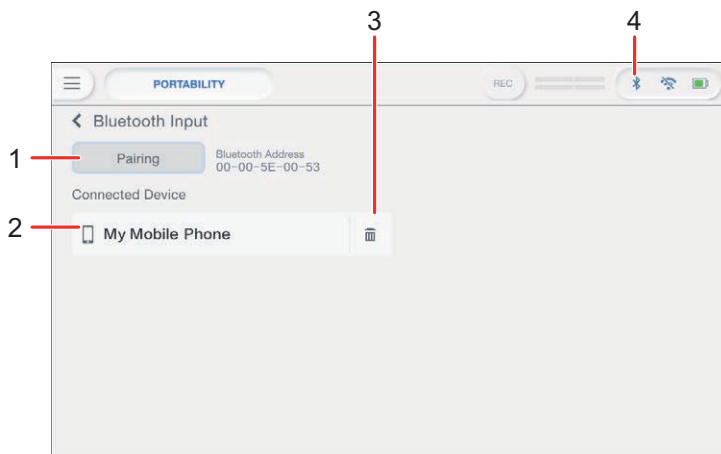 3
4
PORTABILITY
REC
Bluetooth Input
1
Pairing
Bluetooth Address
00-00-5E-00-53
Connected Device
2
My Mobile Phone